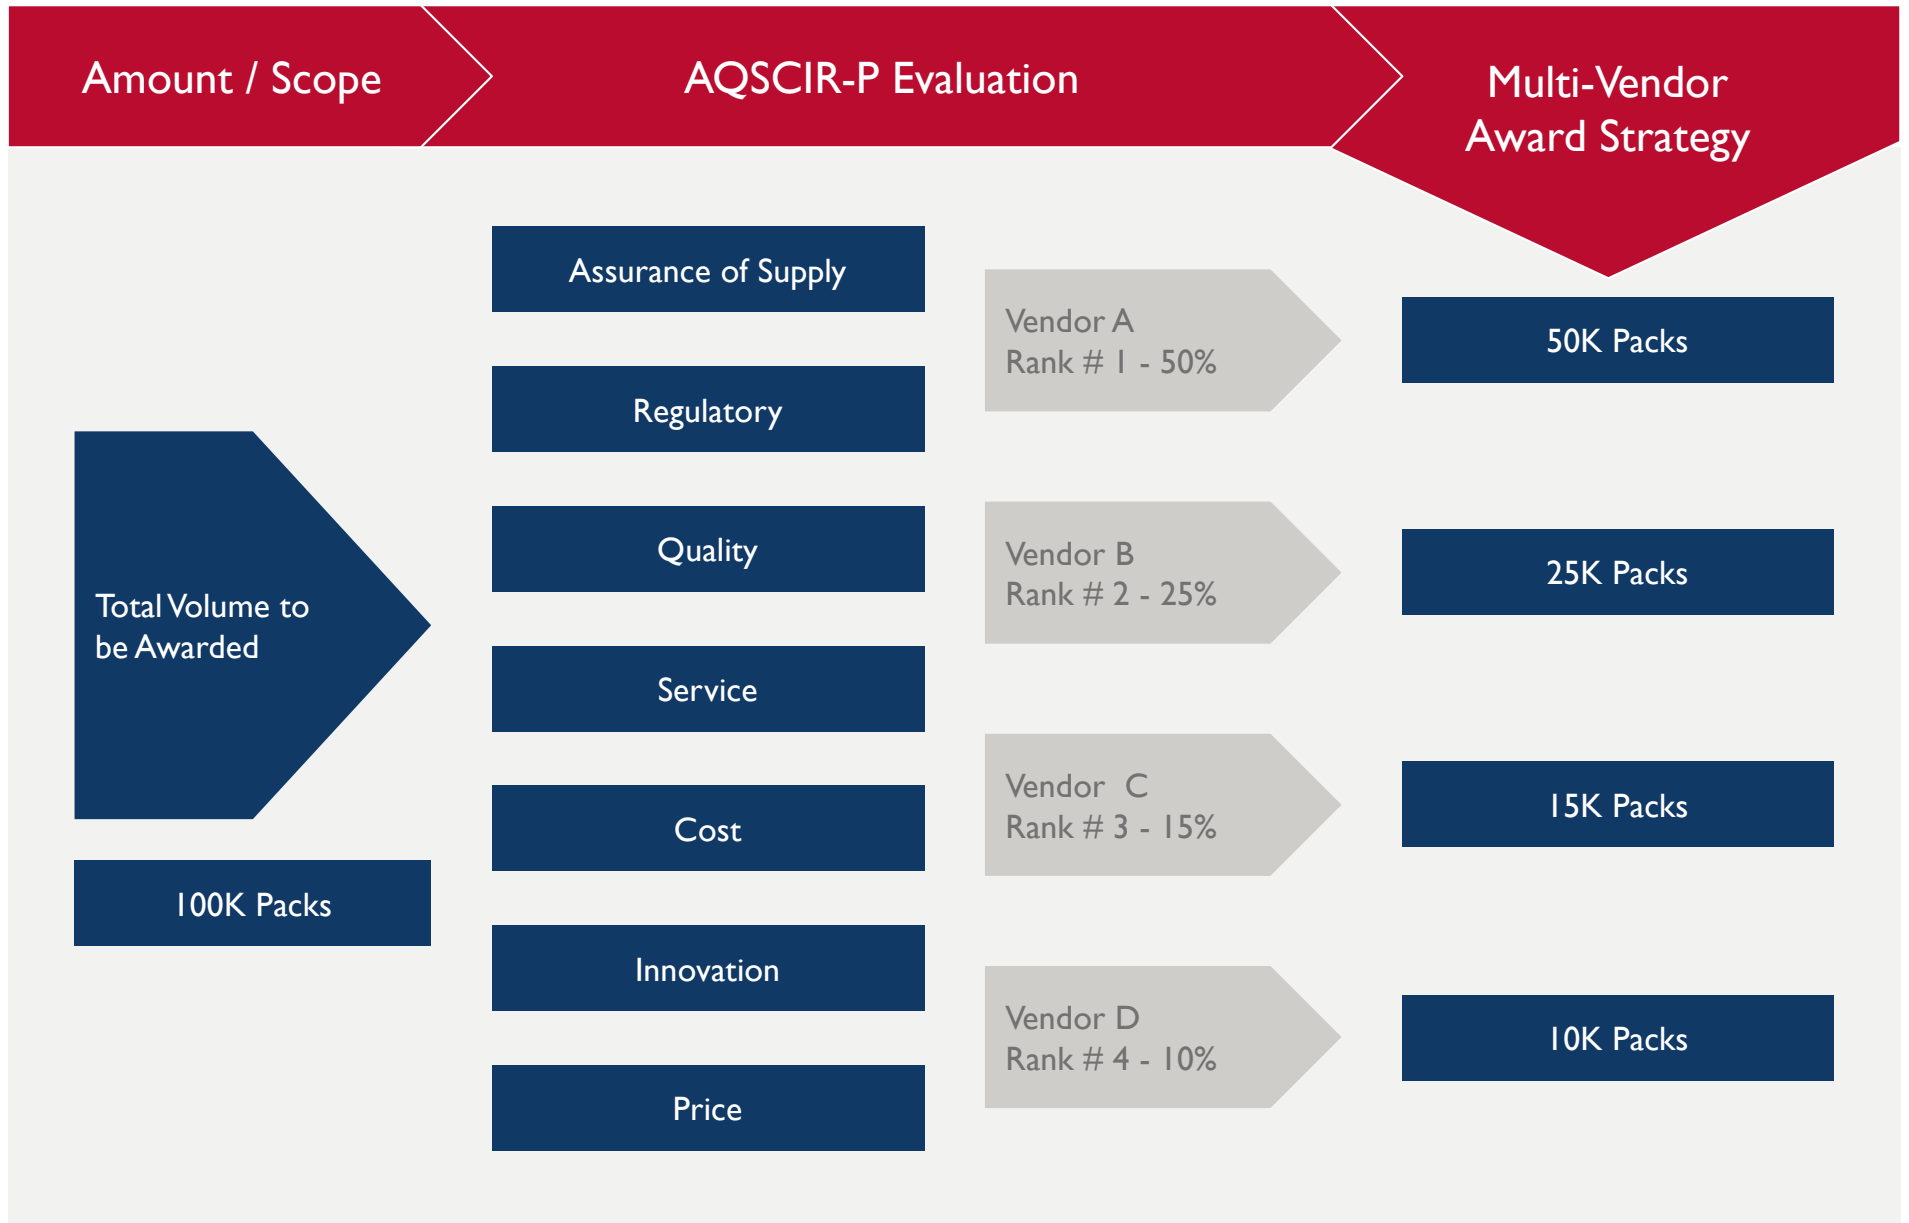 Amount / Scope
AQSCIR-P Evaluation
Multi-Vendor
Award Strategy
Total Volume to
be Awarded
100K Packs
Assurance of Supply
Regulatory
Quality
Service
Cost
Innovation
Price
Vendor A
Rank # 1 - 50%
Vendor B
Rank # 2 - 25%
Vendor C
Rank # 3 - 15%
Vendor D
Rank # 4 - 10%
50K Packs
25K Packs
15K Packs
10K Packs